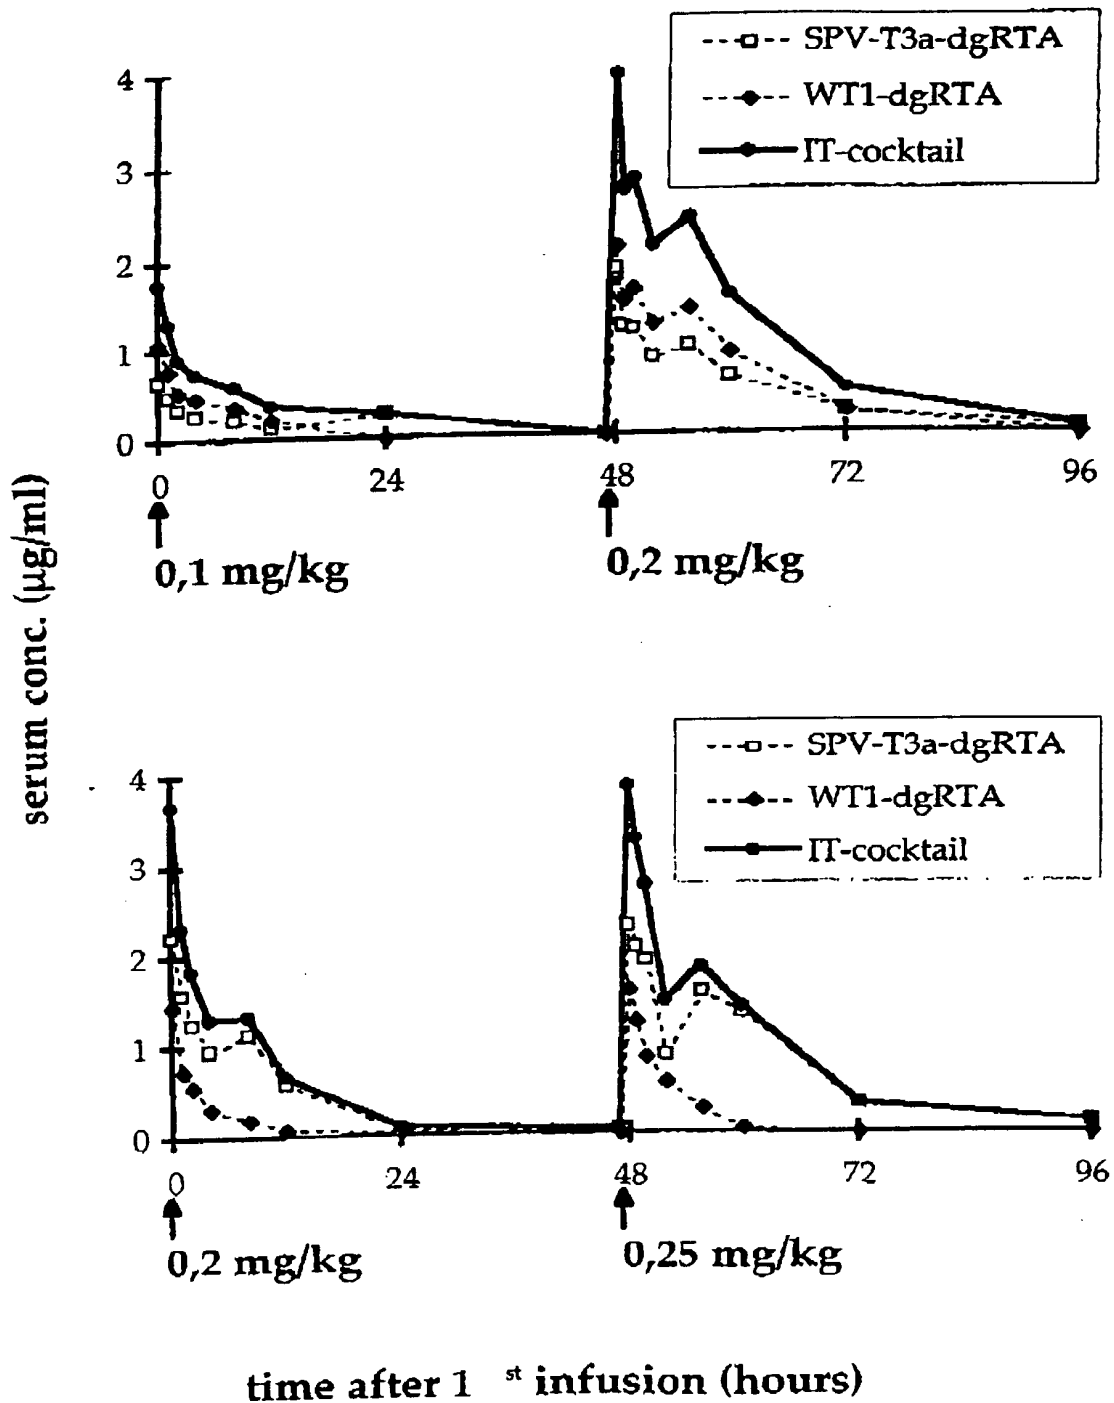 SPV-T3a-dgRTA
WT1-dgRTA
IT-cocktail
4
3
2
1
0
0
24
48
72
96
0,1 mg/kg
0,2 mg/kg
serum conc. (µg/ml)
SPV-T3a-dgRTA
WT1-dgRTA
IT-cocktail
4
3
2
1
0
0
24
48
72
96
0,2 mg/kg
0,25 mg/kg
time after 1 st infusion (hours)